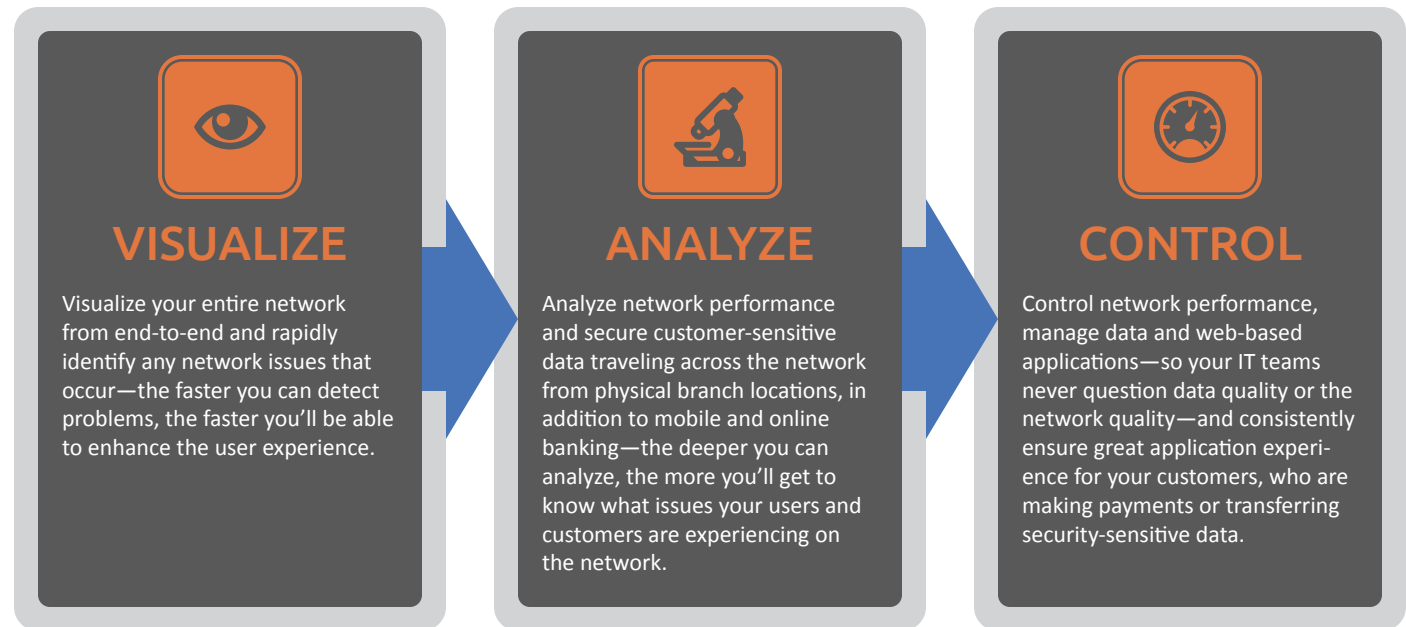 VISUALIZE
Visualize your entire network
from end-to-end and rapidly
identify any network issues that
occur—the faster you can detect
problems, the faster you’ll be able
to enhance the user experience.
ANALYZE
Analyze network performance
and secure customer-sensitive
data traveling across the network
from physical branch locations, in
addition to mobile and online
banking—the deeper you can
analyze, the more you’ll get to
know what issues your users and
customers are experiencing on
the network.
CONTROL
Control network performance,
manage data and web-based
applications—so your IT teams
never question data quality or the
network quality—and consistently
ensure great application experi-
ence for your customers, who are
making payments or transferring
security-sensitive data.